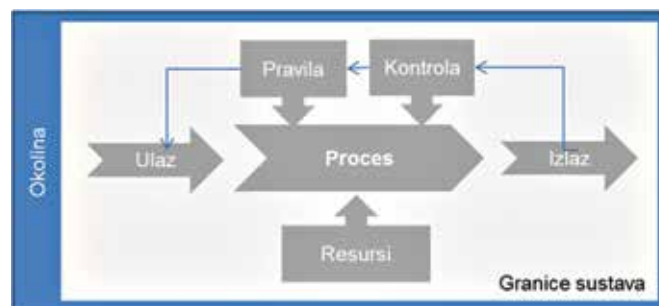 Okolina
Pravila
Kontrola
Ulaz
Proces
Izlaz
Resursi
Granice sustava